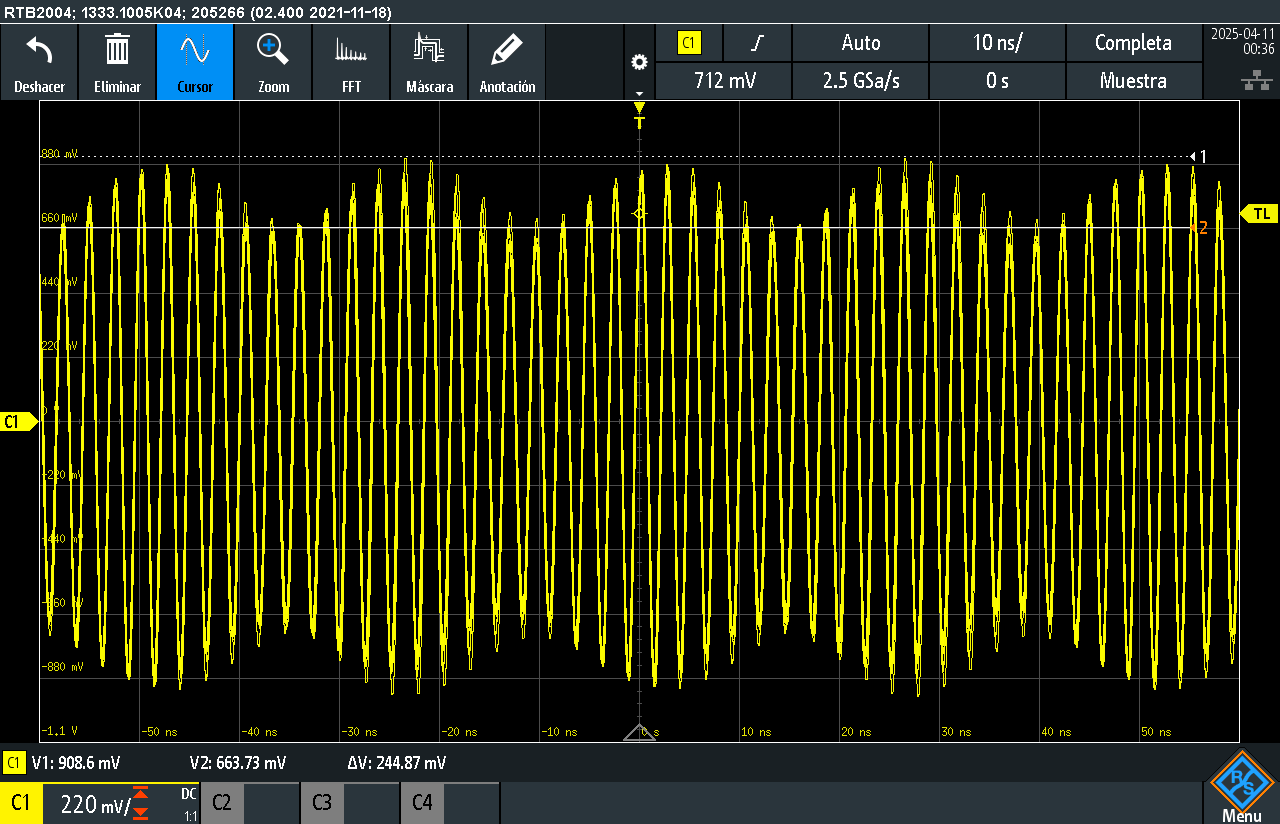 RTB2004; 1333.1005K04; 205266 (02.400 2021-11-18)
Deshacer Eliminar Cursor Zoom FFT Máscara Anotación
C1 Auto 10 ns/ Completa
712 mV 2.5 GSa/s 0 s Muestra
2025-04-11
00:36
T
880 mV
1
660 mV
TL
2
440 mV
220 mV
0
C1
-220 mV
-440 mV
-660 mV
-880 mV
-1.1 V -50 ns -40 ns -30 ns -20 ns -10 ns 0 s 10 ns 20 ns 30 ns 40 ns 50 ns
C1 V1: 908.6 mV V2: 663.73 mV ΔV: 244.87 mV
C1 220 mV/ DC 1:1 C2 C3 C4
R&S
Menu